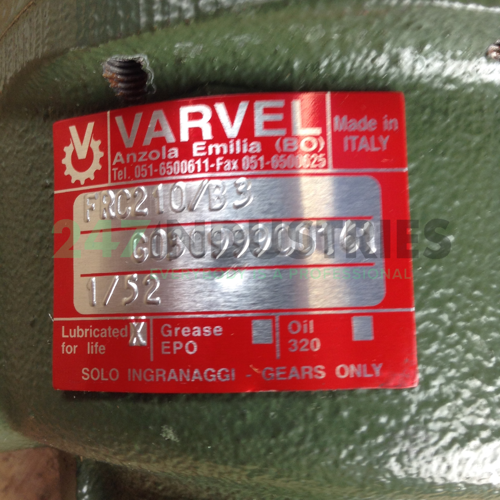 V
VARVEL
Anzola Emilia (BO)
Tel. 051-6500611-Fax 051-6500625
Made in
ITALY
FRC210/B3
1/52
Lubricated X
for life
Grease
EPO
Oil
320
SOLO INGRANAGGI - GEARS ONLY